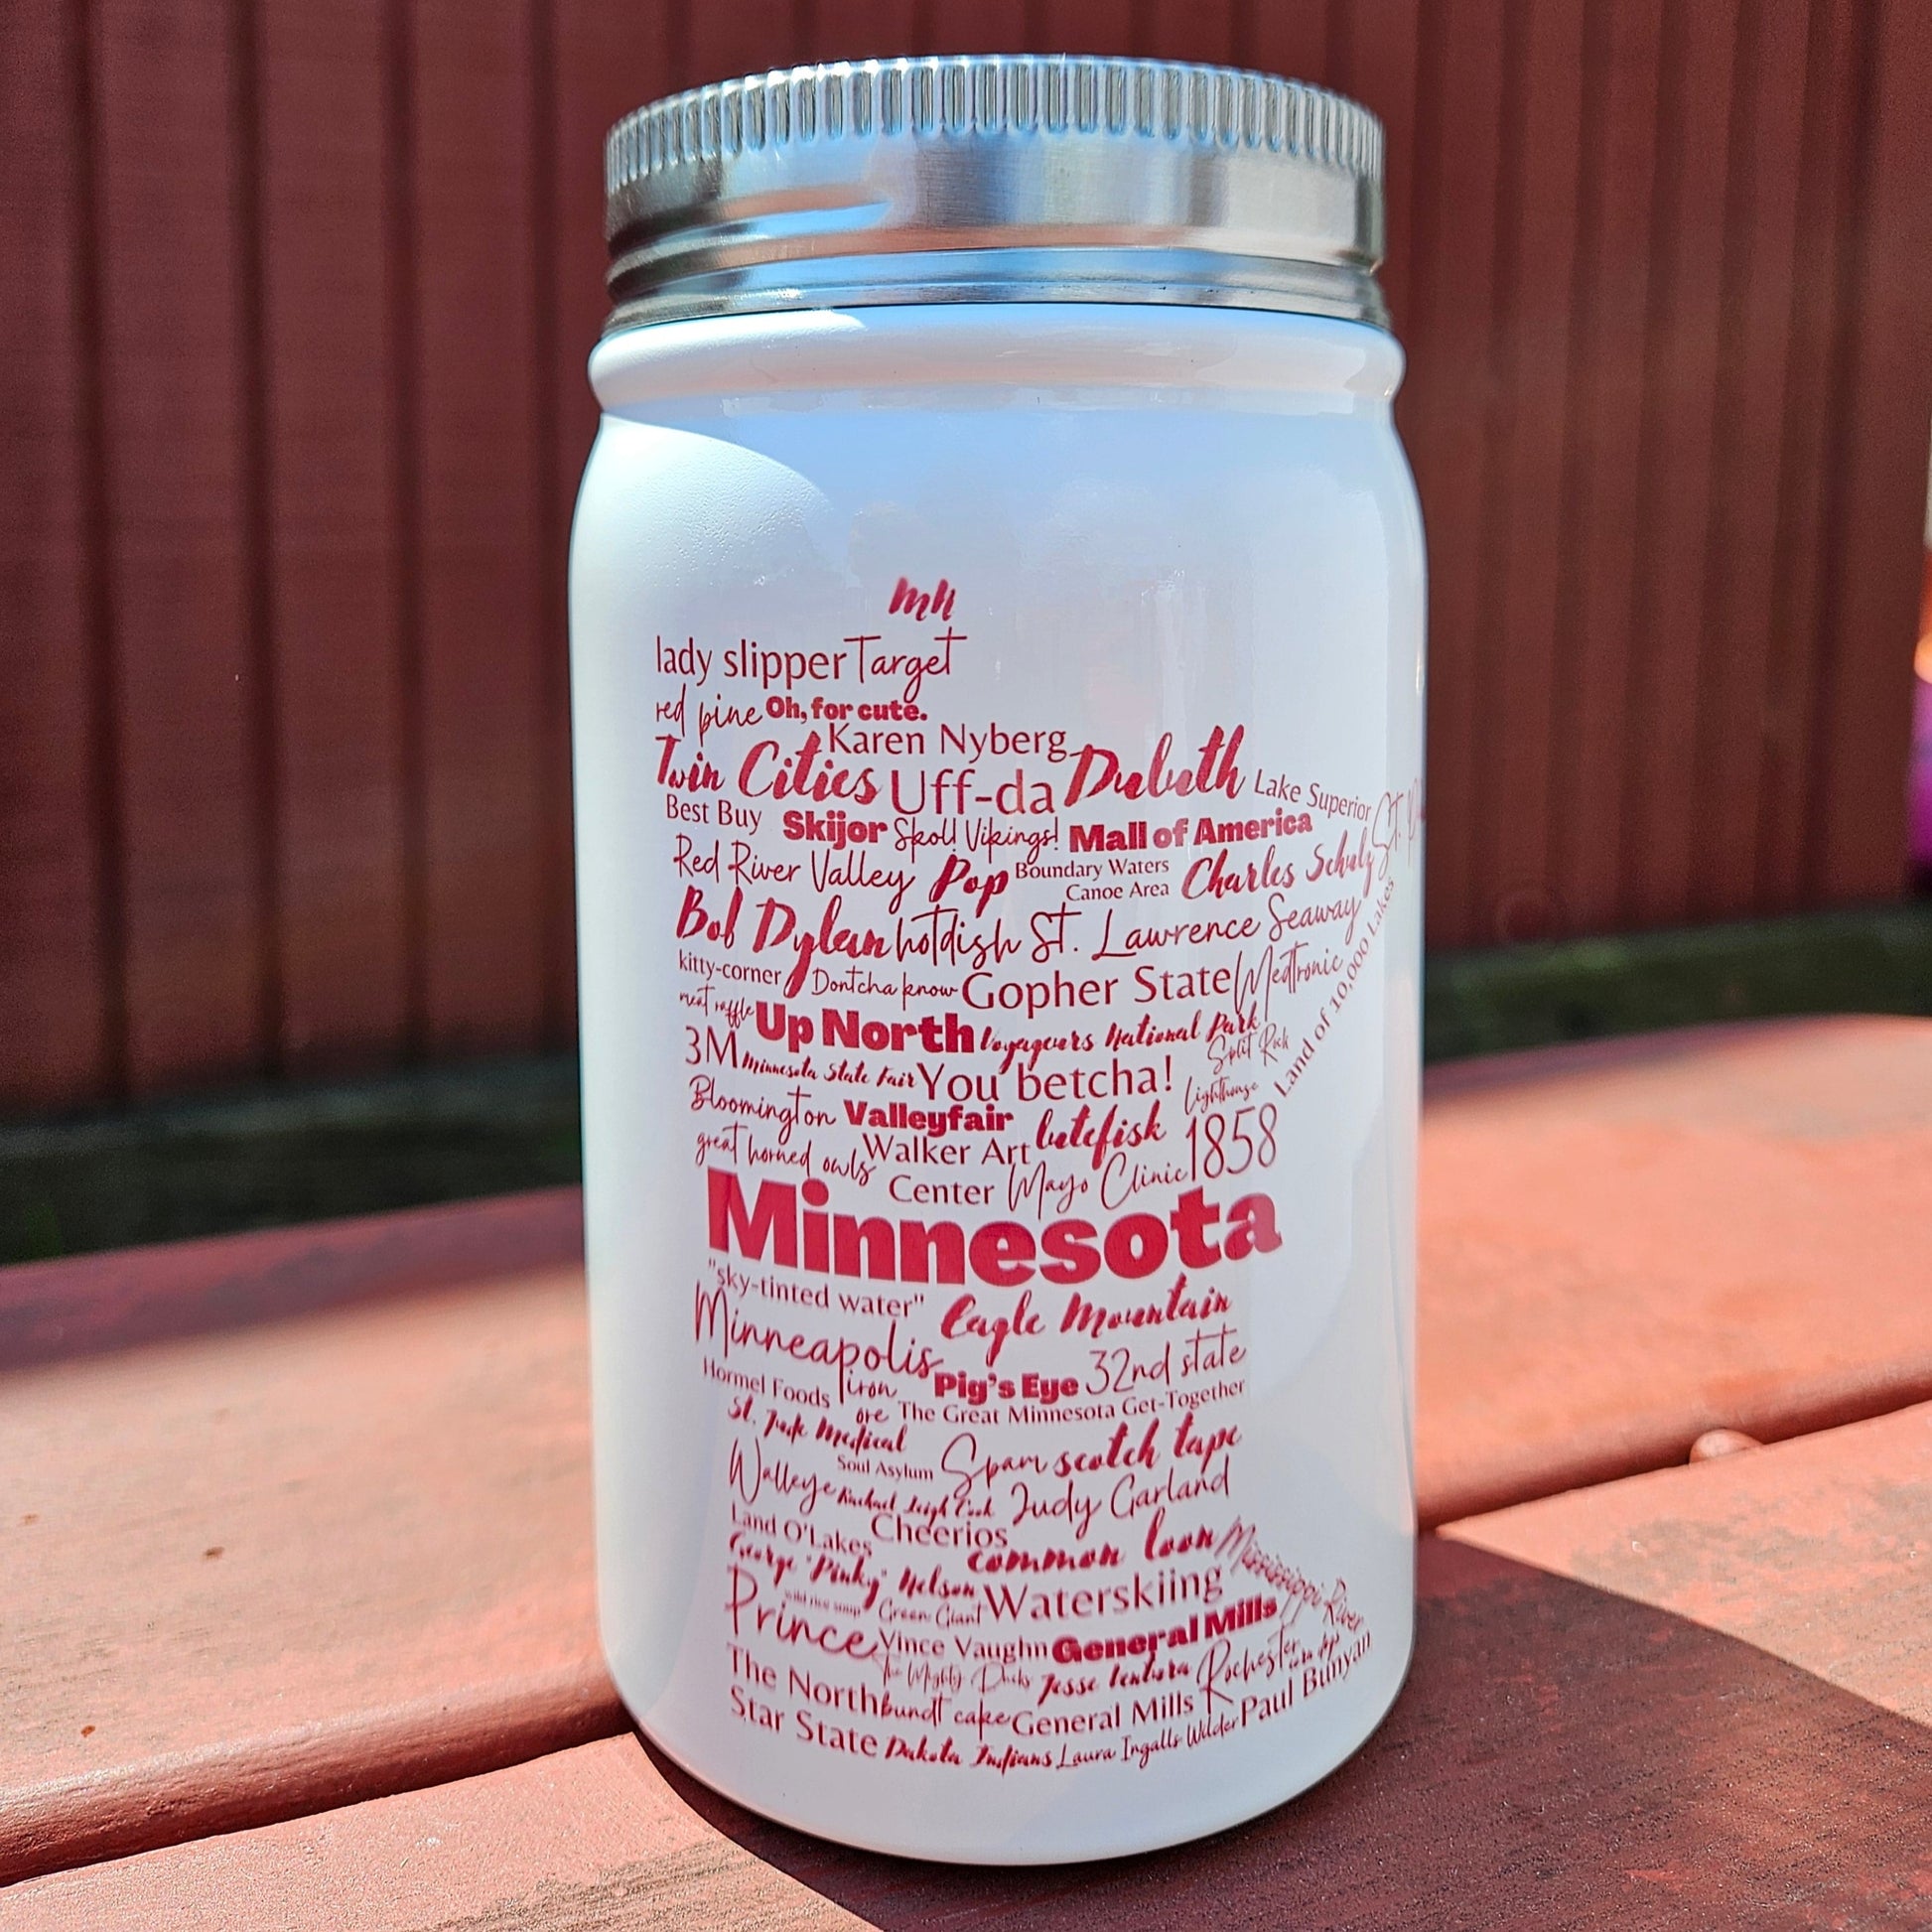 mn
lady slipper Target
red pine Oh, for cute.
Karen Nyberg
Twin Cities Uff-da Duluth Lake Superior
Best Buy Skijor Skol! Vikings! Mall of America St.
Red River Valley Pop Boundary Waters Canoe Area Charles Schulz
Bob Dylan hotdish St. Lawrence Seaway
kitty-corner Dontcha know Gopher State Medtronic Land of 10,000 Lakes
meat raffle Up North Voyageurs National Park
3M Minnesota State Fair You betcha! Split Rock Lighthouse
Bloomington Valleyfair lutefisk 1858
great horned owls Walker Art Center Mayo Clinic
Minnesota
"sky-tinted water" Eagle Mountain
Minneapolis Pig's Eye 32nd state
Hormel Foods iron ore The Great Minnesota Get-Together
St. Jude Medical Spam scotch tape
Soul Asylum
Walleye Rachael Leigh Cook Judy Garland
Land O'Lakes Cheerios common loon Mississippi River
George "Pinky" Nelson Waterskiing
wild rice soup Green Giant
Prince Vince Vaughn General Mills
The Mighty Ducks Jesse Ventura Rochester
The North Star State bundt cake General Mills Paul Bunyan
Dakota Indians Laura Ingalls Wilder